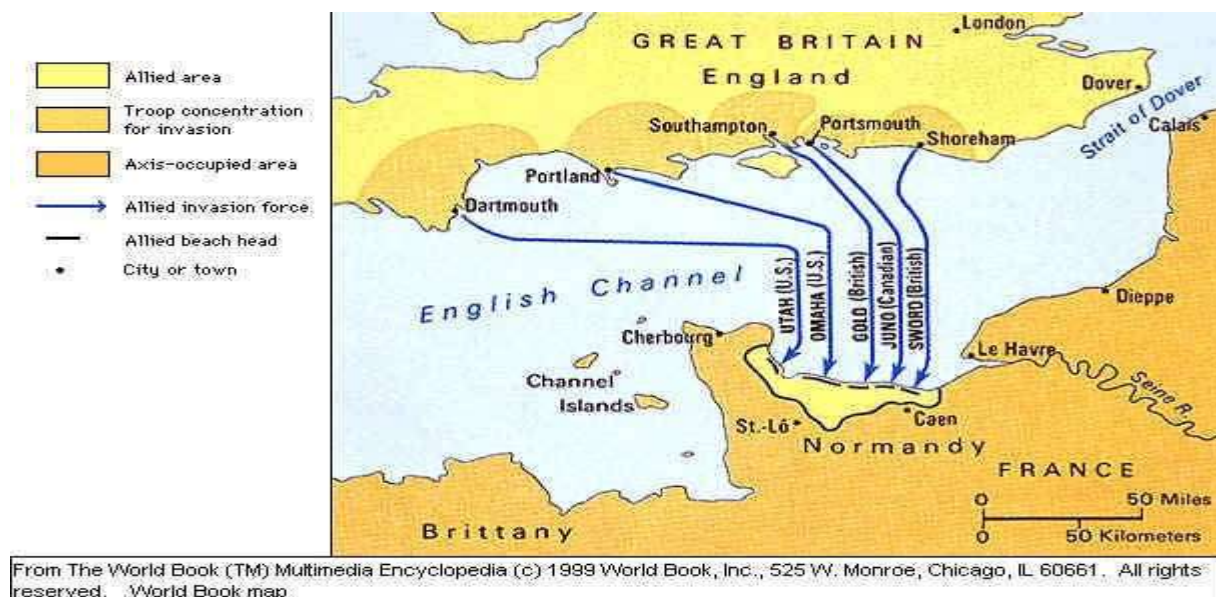 Allied area
Troop concentration
for invasion
Axis-occupied area
Allied invasion force
Allied beach head
City or town
London
GREAT BRITAIN
England
Dover
Strait of Dover
Calais
Southampton
Portsmouth
Shoreham
Portland
Dartmouth
English Channel
UTAH (U.S.)
OMAHA (U.S.)
GOLD (British)
JUNO (Canadian)
SWORD (British)
Dieppe
Cherbourg
Le Havre
Seine R.
Channel
Islands
St.-Lô
Caen
Normandy
FRANCE
Brittany
0 50 Miles
0 50 Kilometers
From The World Book (TM) Multimedia Encyclopedia (c) 1999 World Book, Inc., 525 W. Monroe, Chicago, IL 60661. All rights
reserved. World Book map